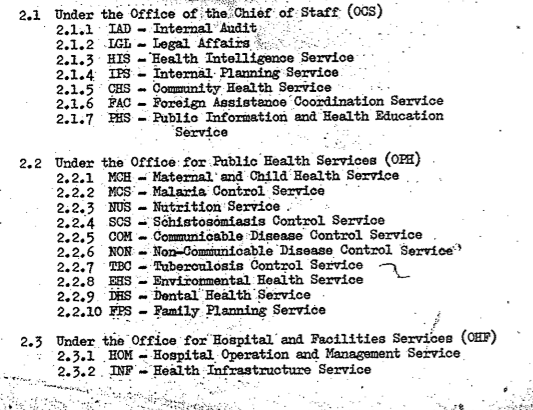 2.1 Under the Office of the Chief of Staff (OCS)
2.1.1 IAD - Internal Audit
2.1.2 LGL - Legal Affairs
2.1.3 HIS - Health Intelligence Service
2.1.4 IPS - Internal Planning Service
2.1.5 CHS - Community Health Service
2.1.6 FAC - Foreign Assistance Coordination Service
2.1.7 PHS - Public Information and Health Education
Service
2.2 Under the Office for Public Health Services (OPH)
2.2.1 MCH - Maternal and Child Health Service
2.2.2 MCS - Malaria Control Service
2.2.3 NUS - Nutrition Service
2.2.4 SCS - Schistosomiasis Control Service
2.2.5 COM - Communicable Disease Control Service
2.2.6 NON - Non-Communicable Disease Control Service
2.2.7 TBC - Tuberculosis Control Service
2.2.8 EHS - Environmental Health Service
2.2.9 DHS - Dental Health Service
2.2.10 FPS - Family Planning Service
2.3 Under the Office for Hospital and Facilities Services (OHF)
2.3.1 HOM - Hospital Operation and Management Service
2.3.2 INF - Health Infrastructure Service